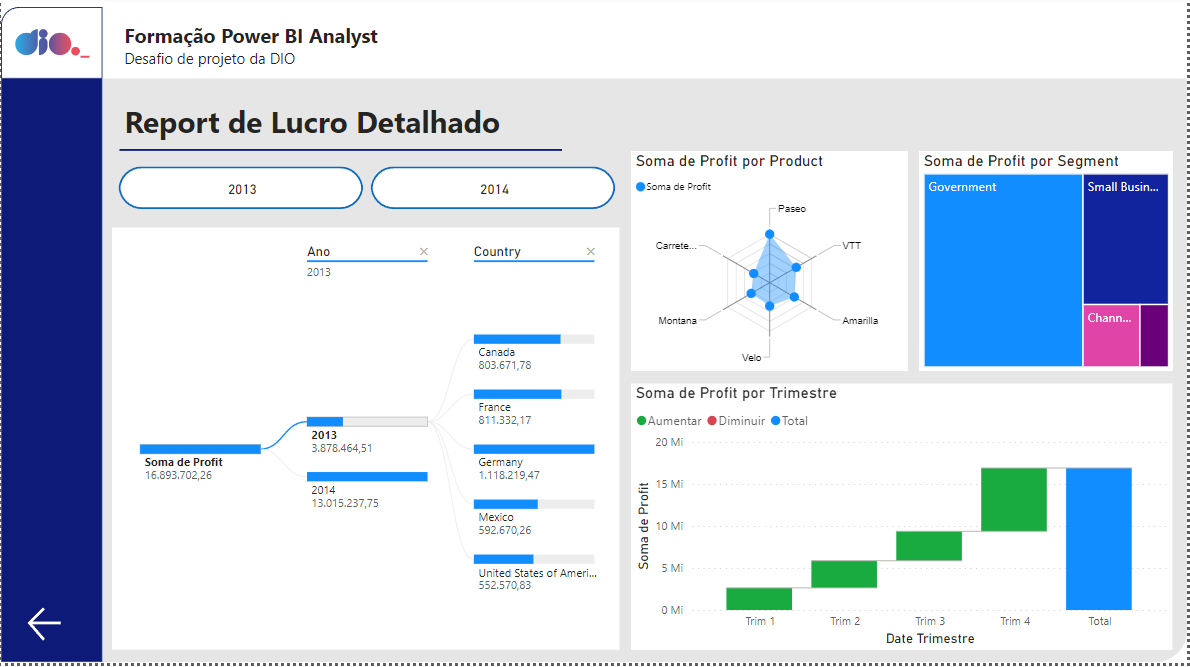 dio._
Formação Power BI Analyst
Desafio de projeto da DIO
Report de Lucro Detalhado
2013
2014
Ano
2013
Country
Soma de Profit
16.893.702,26
2013
3.878.464,51
2014
13.015.237,75
Canada
803.671,78
France
811.332,17
Germany
1.118.219,47
Mexico
592.670,26
United States of Ameri...
552.570,83
Soma de Profit por Product
Soma de Profit
Paseo
VTT
Amarilla
Velo
Montana
Carrete...
Soma de Profit por Segment
Government
Small Busin...
Chann...
Soma de Profit por Trimestre
Aumentar
Diminuir
Total
Soma de Profit
20 Mi
15 Mi
10 Mi
5 Mi
0 Mi
Trim 1
Trim 2
Trim 3
Trim 4
Total
Date Trimestre